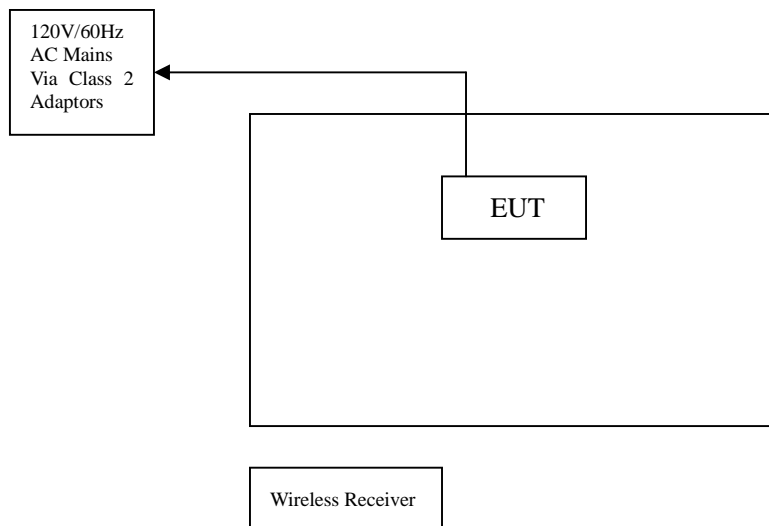 120V/60Hz
AC Mains
Via Class 2
Adaptors
EUT
Wireless Receiver